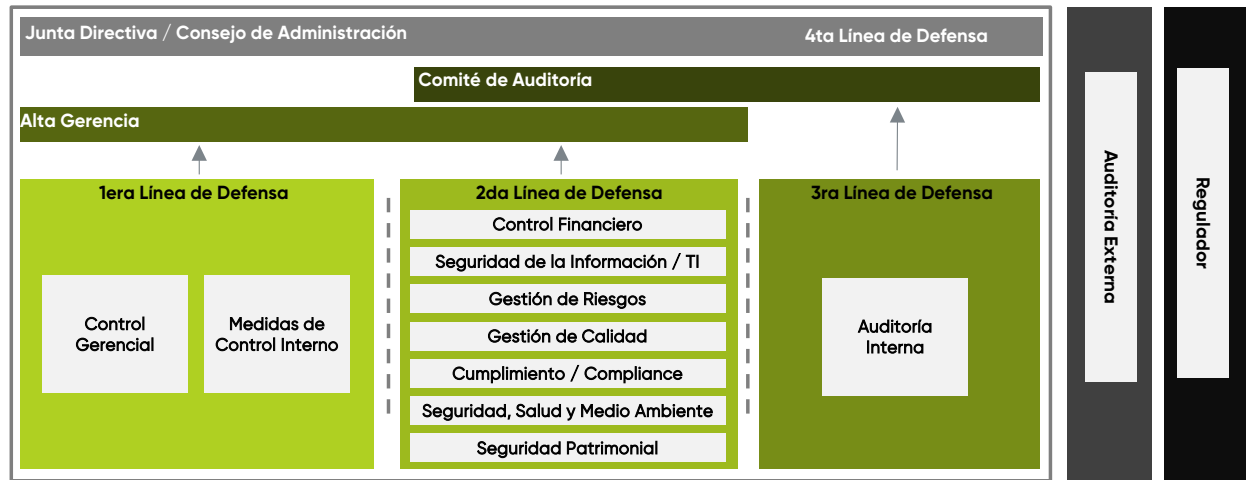 Junta Directiva / Consejo de Administración
4ta Línea de Defensa
Comité de Auditoría
Alta Gerencia
1era Línea de Defensa
Control
Gerencial
Medidas de
Control Interno
2da Línea de Defensa
Control Financiero
Seguridad de la Información / TI
Gestión de Riesgos
Gestión de Calidad
Cumplimiento / Compliance
Seguridad, Salud y Medio Ambiente
Seguridad Patrimonial
3ra Línea de Defensa
Auditoría
Interna
Auditoría Externa
Regulador